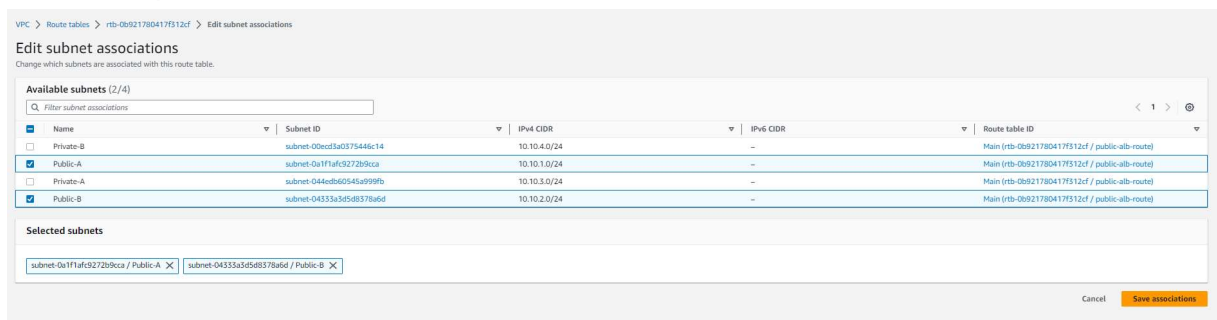 VPC > Route tables > rtb-0b921780417f312cf > Edit subnet associations
Edit subnet associations
Change which subnets are associated with this route table.
Available subnets (2/4)
Filter subnet associations
< 1 >
Name Subnet ID IPv4 CIDR IPv6 CIDR Route table ID
Private-B subnet-00ecd3a0375446c14 10.10.4.0/24 – Main (rtb-0b921780417f312cf / public-alb-route)
Public-A subnet-0a1f1afc9272b9cca 10.10.1.0/24 – Main (rtb-0b921780417f312cf / public-alb-route)
Private-A subnet-044edb60545a999fb 10.10.3.0/24 – Main (rtb-0b921780417f312cf / public-alb-route)
Public-B subnet-04333a3d5d8378a6d 10.10.2.0/24 – Main (rtb-0b921780417f312cf / public-alb-route)
Selected subnets
subnet-0a1f1afc9272b9cca / Public-A X subnet-04333a3d5d8378a6d / Public-B X
Cancel Save associations